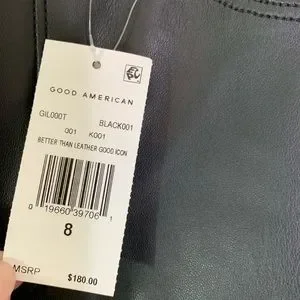 GOOD AMERICAN
GIL000T BLACK001
001 K001
BETTER THAN LEATHER GOOD ICON
0 19660 39706 1
8
MSRP $180.00